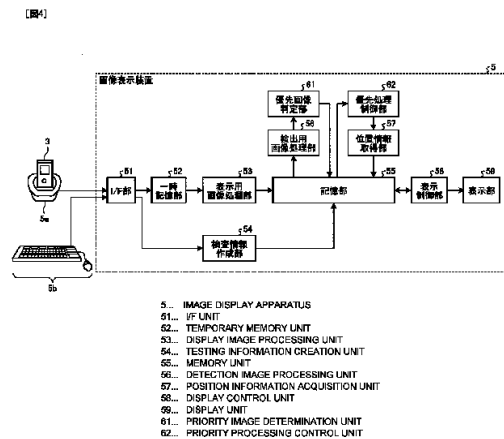 [図4]
5
画像表示装置
61
優先画像
判定部
62
優先処理
制御部
56
検出用
画像処理部
57
位置情報
取得部
3
5a
51
I/F部
52
一時
記憶部
53
表示用
画像処理部
55
記憶部
58
表示
制御部
59
表示部
54
検査情報
作成部
5b
5... IMAGE DISPLAY APPARATUS
51... I/F UNIT
52... TEMPORARY MEMORY UNIT
53... DISPLAY IMAGE PROCESSING UNIT
54... TESTING INFORMATION CREATION UNIT
55... MEMORY UNIT
56... DETECTION IMAGE PROCESSING UNIT
57... POSITION INFORMATION ACQUISITION UNIT
58... DISPLAY CONTROL UNIT
59... DISPLAY UNIT
61... PRIORITY IMAGE DETERMINATION UNIT
62... PRIORITY PROCESSING CONTROL UNIT